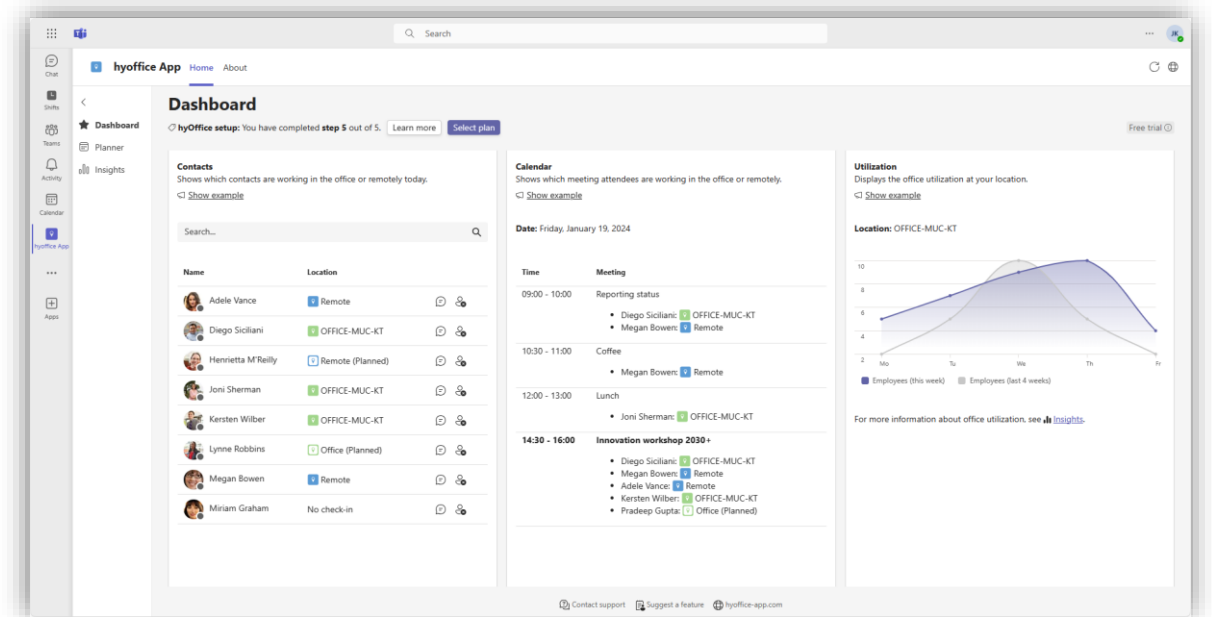 Search
JK
Chat
Shifts
Teams
Activity
Calendar
hyoffice App
Apps
hyoffice App Home About
Dashboard
Planner
Insights
Dashboard
hyOffice setup: You have completed step 5 out of 5. Learn more Select plan
Free trial
Contacts
Shows which contacts are working in the office or remotely today.
Show example
Search...
Name Location
Adele Vance Remote
Diego Siciliani OFFICE-MUC-KT
Henrietta M'Reilly Remote (Planned)
Joni Sherman OFFICE-MUC-KT
Kersten Wilber OFFICE-MUC-KT
Lynne Robbins Office (Planned)
Megan Bowen Remote
Miriam Graham No check-in
Calendar
Shows which meeting attendees are working in the office or remotely.
Show example
Date: Friday, January 19, 2024
Time Meeting
09:00 - 10:00 Reporting status
• Diego Siciliani: OFFICE-MUC-KT
• Megan Bowen: Remote
10:30 - 11:00 Coffee
• Megan Bowen: Remote
12:00 - 13:00 Lunch
• Joni Sherman: OFFICE-MUC-KT
14:30 - 16:00 Innovation workshop 2030+
• Diego Siciliani: OFFICE-MUC-KT
• Megan Bowen: Remote
• Adele Vance: Remote
• Kersten Wilber: OFFICE-MUC-KT
• Pradeep Gupta: Office (Planned)
Utilization
Displays the office utilization at your location.
Show example
Location: OFFICE-MUC-KT
10
8
6
4
2
Mo Tu We Th Fr
Employees (this week) Employees (last 4 weeks)
For more information about office utilization, see Insights.
Contact support Suggest a feature hyoffice-app.com